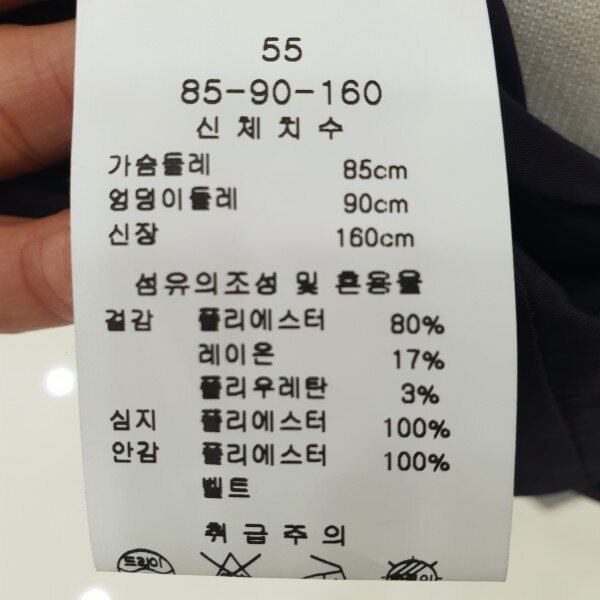 55
85-90-160
신체치수
가슴둘레 85cm
엉덩이둘레 90cm
신장 160cm
섬유의조성 및 혼용율
겉감 폴리에스터 80%
레이온 17%
폴리우레탄 3%
심지 폴리에스터 100%
안감 폴리에스터 100%
벨트
취급주의
드라이